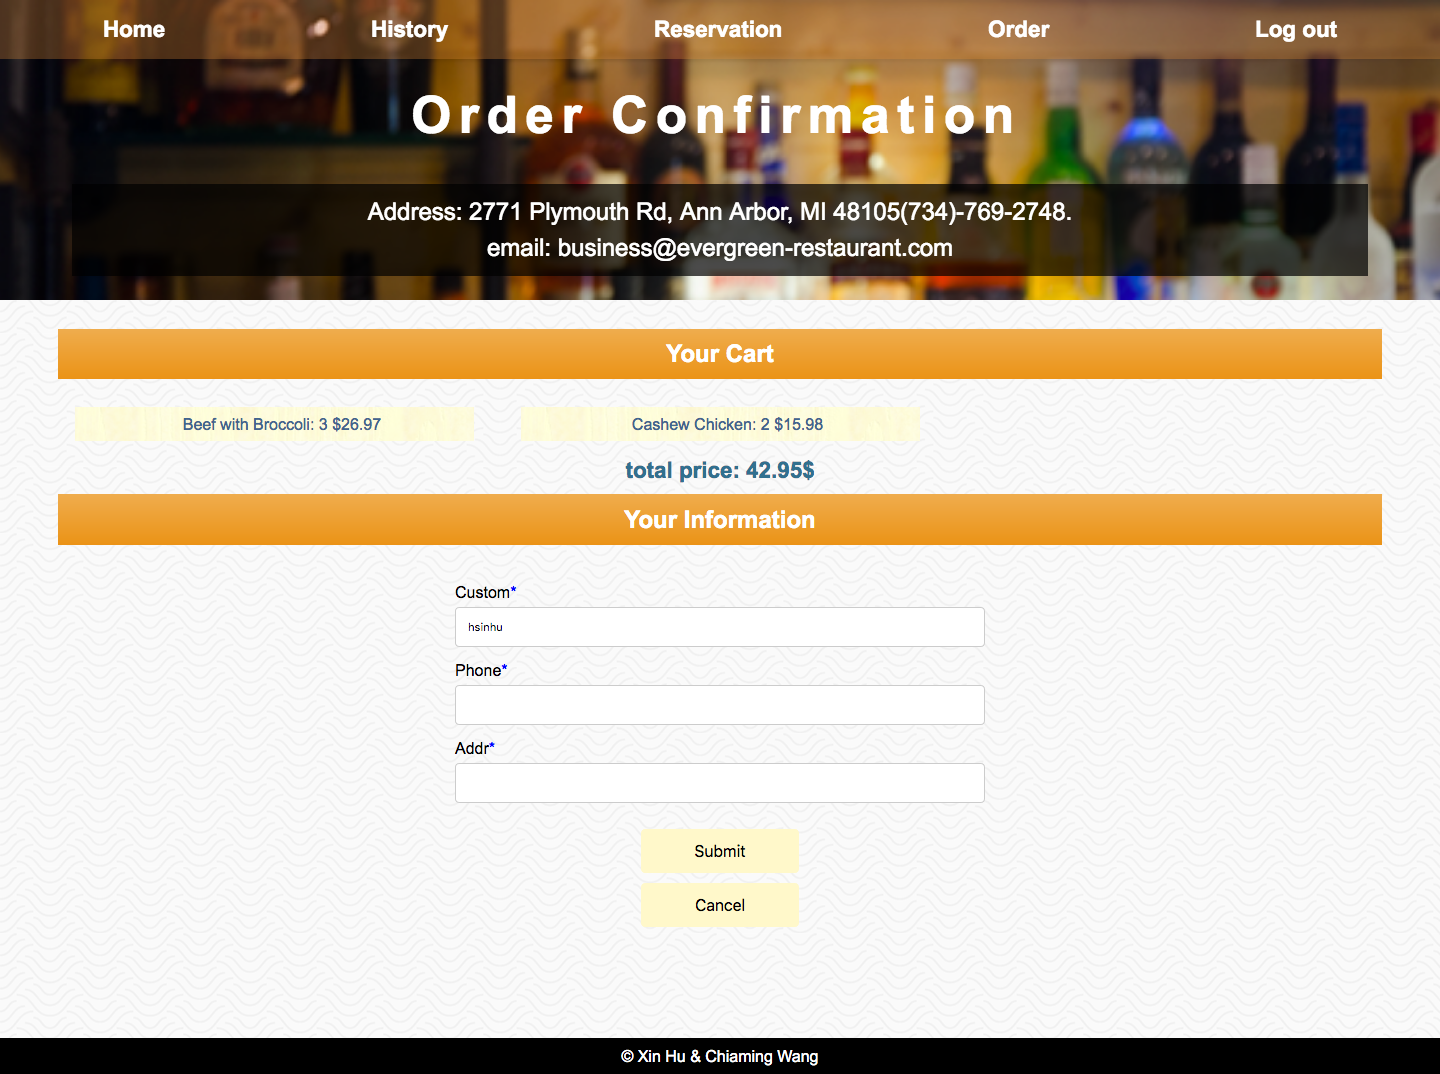 Home History Reservation Order Log out
Order Confirmation
Address: 2771 Plymouth Rd, Ann Arbor, MI 48105(734)-769-2748.
email: business@evergreen-restaurant.com
Your Cart
Beef with Broccoli: 3 $26.97 Cashew Chicken: 2 $15.98
total price: 42.95$
Your Information
Custom*
hsinhu
Phone*
Addr*
Submit
Cancel
© Xin Hu & Chiaming Wang